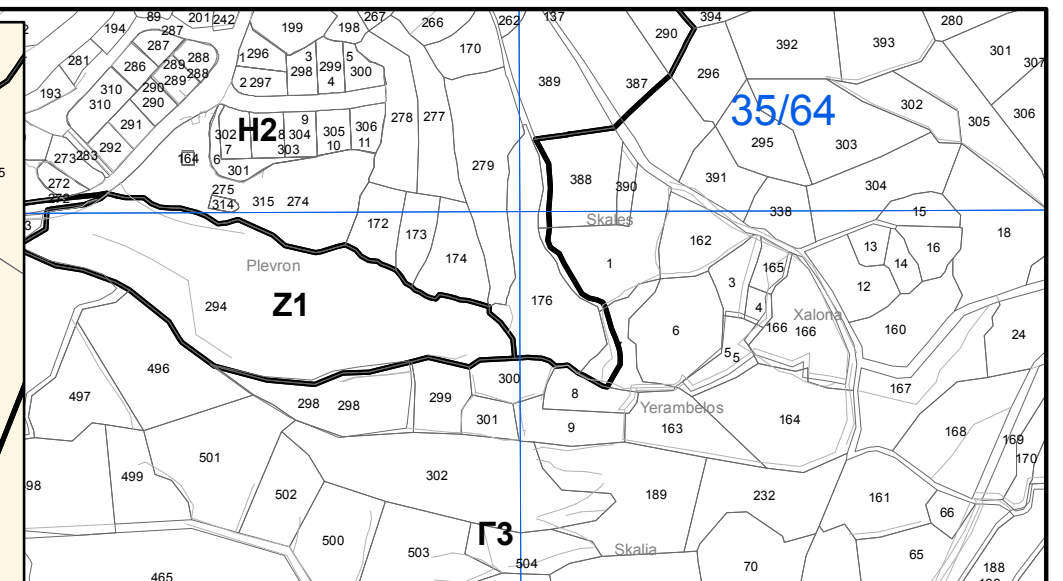 89 201 242 199 267 266 262 137 394 280
194 287 198 290 392 393
287 288 170 301
281 286 289 288 1 296 3 5 307
193 310 290 289 2 297 298 299 300 389 387 296
310 290 4 35/64 302
291 302 H2 8 9 304 305 306 278 277 305 306
292 7 303 10 11 295 303
273 283 164 6 301 279
272 275 388 390 391 304
272 314 315 274 338 15
172 173 Skales 18
Plevron 174 1 162 13 16
294 Z1 176 3 165 14
4 12
6 166 166 Xalona 160 24
496 5 5
497 298 298 299 300 8 167
301 Yerambelos
9 163 164 168 169
501 170
98 499 302
502 189 232 161
500 503 Γ3 66
504 Skalia 70 65
465 188